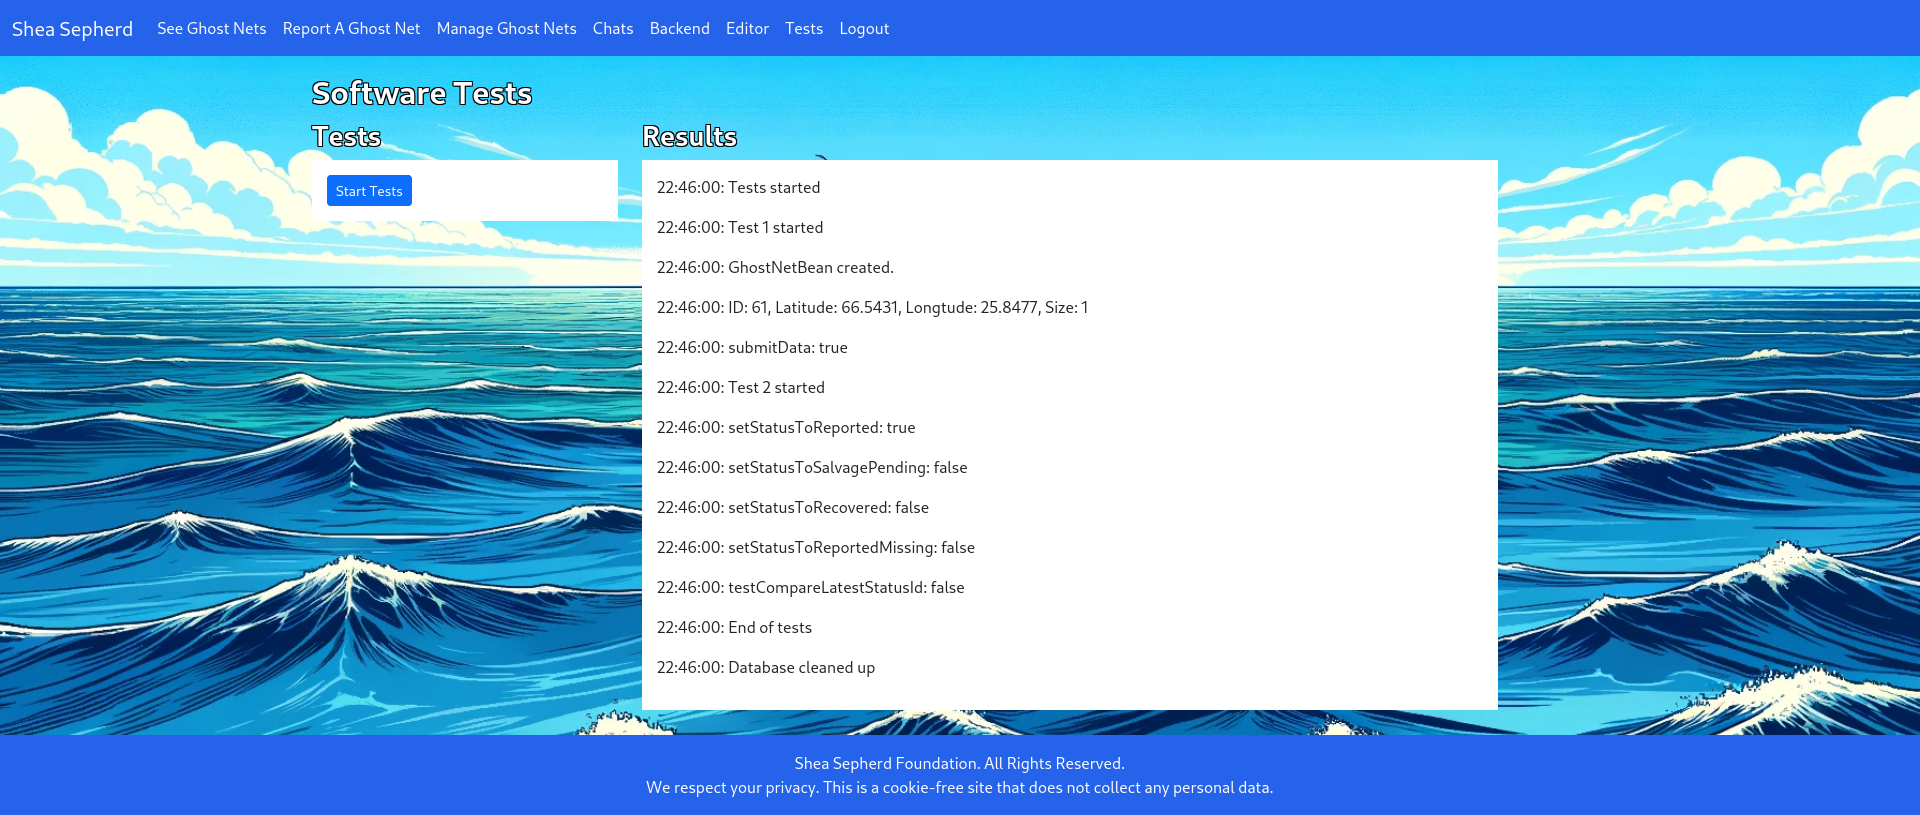 Shea Sepherd See Ghost Nets Report A Ghost Net Manage Ghost Nets Chats Backend Editor Tests Logout
Software Tests
Tests
Start Tests
Results
22:46:00: Tests started
22:46:00: Test 1 started
22:46:00: GhostNetBean created.
22:46:00: ID: 61, Latitude: 66.5431, Longtude: 25.8477, Size: 1
22:46:00: submitData: true
22:46:00: Test 2 started
22:46:00: setStatusToReported: true
22:46:00: setStatusToSalvagePending: false
22:46:00: setStatusToRecovered: false
22:46:00: setStatusToReportedMissing: false
22:46:00: testCompareLatestStatusId: false
22:46:00: End of tests
22:46:00: Database cleaned up
Shea Sepherd Foundation. All Rights Reserved.
We respect your privacy. This is a cookie-free site that does not collect any personal data.